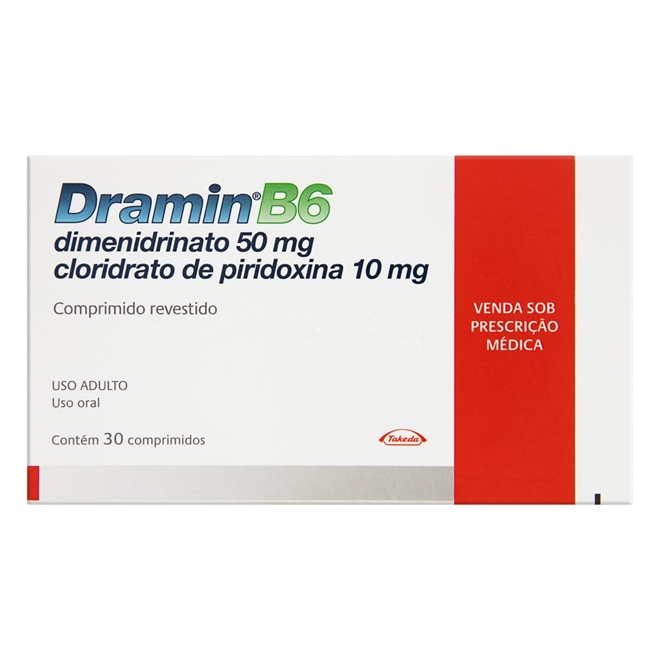 Dramin® B6
dimenidrinato 50 mg
cloridrato de piridoxina 10 mg
Comprimido revestido
VENDA SOB
PRESCRIÇÃO
MÉDICA
USO ADULTO
Uso oral
Contém 30 comprimidos
Takeda